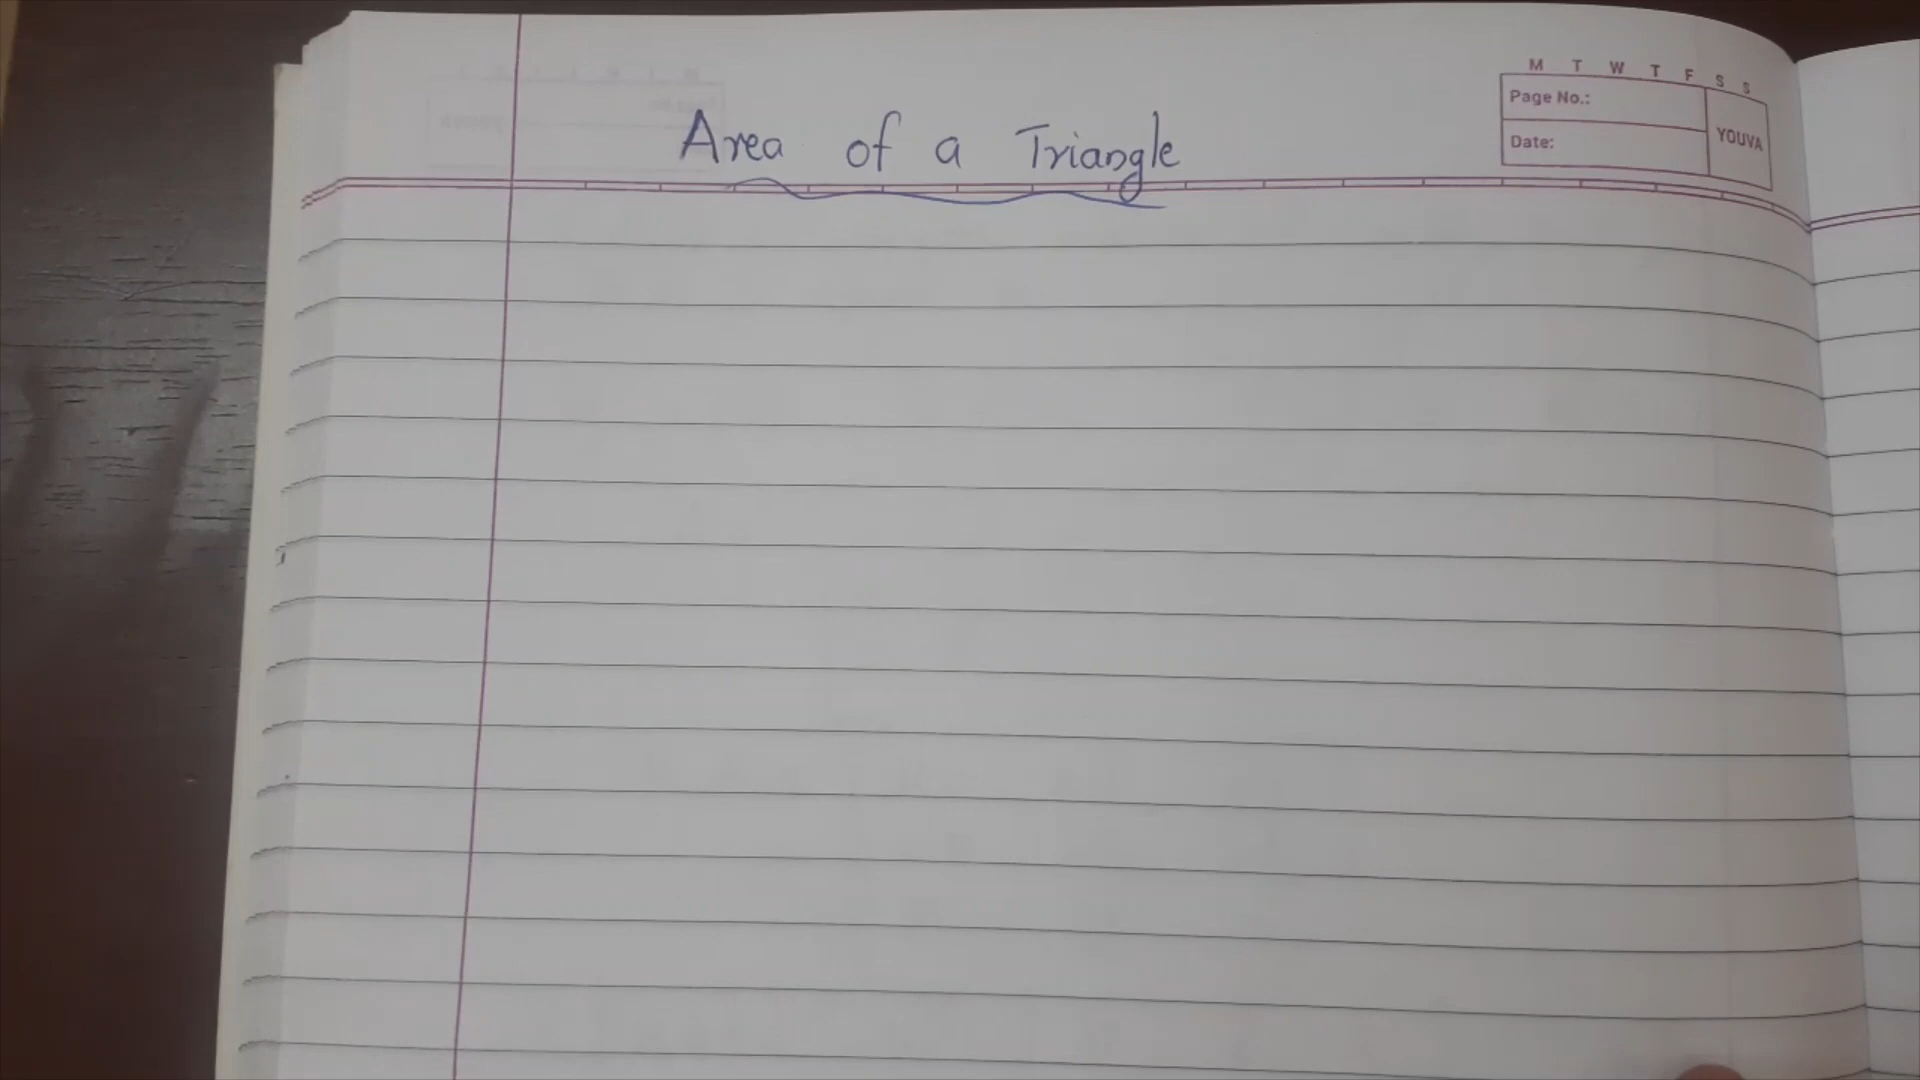 M T W T F S S
Page No.:
Date:
YOUVA
Area of a Triangle